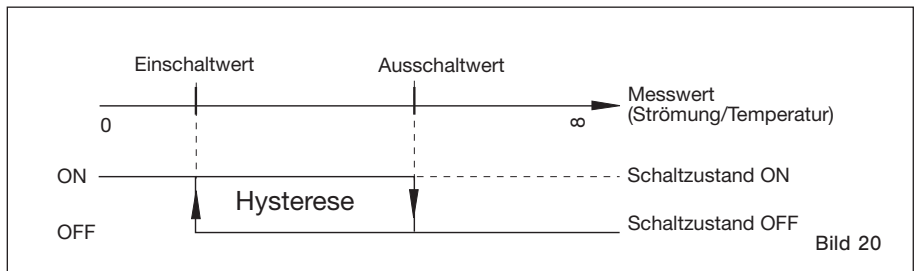 Einschaltwert Ausschaltwert
Messwert
(Strömung/Temperatur)
0 ∞
ON Schaltzustand ON
Hysterese
OFF Schaltzustand OFF
Bild 20